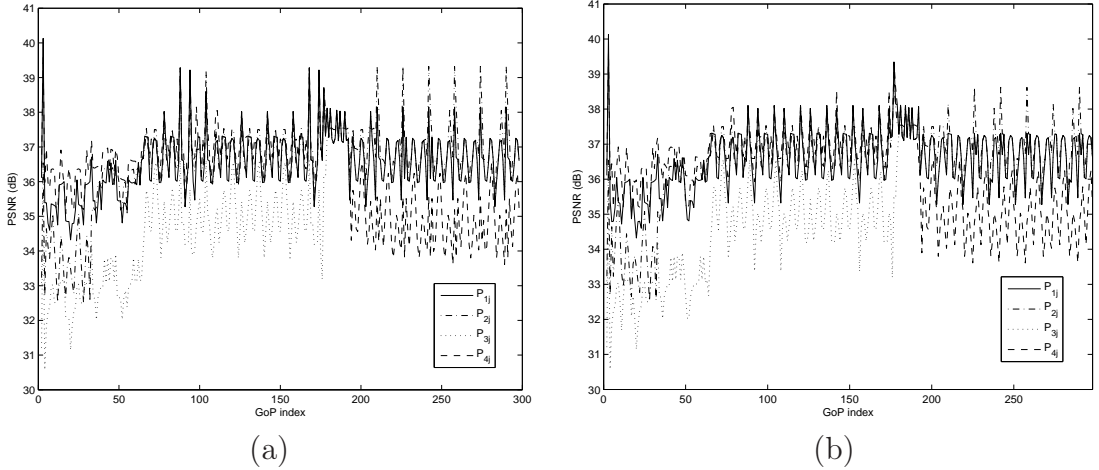 41
40
39
38
37
36
35
34
33
32
31
30
0 50 100 150 200 250 300
PSNR (dB)
GoP index
P1j
P2j
P3j
P4j
(a)
41
40
39
38
37
36
35
34
33
32
31
30
0 50 100 150 200 250
PSNR (dB)
GoP index
P1j
P2j
P3j
P4j
(b)